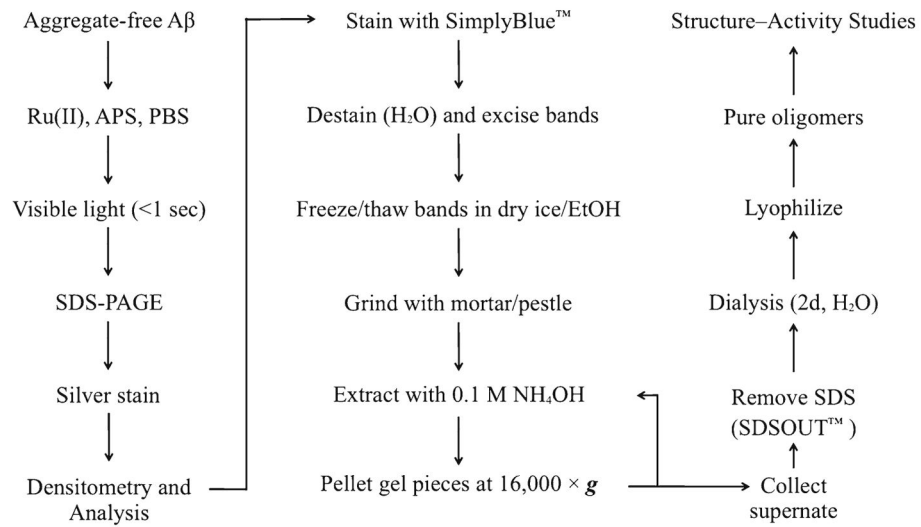 Aggregate-free Aβ
Ru(II), APS, PBS
Visible light (<1 sec)
SDS-PAGE
Silver stain
Densitometry and
Analysis
Stain with SimplyBlue™
Destain (H₂O) and excise bands
Freeze/thaw bands in dry ice/EtOH
Grind with mortar/pestle
Extract with 0.1 M NH₄OH
Pellet gel pieces at 16,000 × g
Collect
supernate
Remove SDS
(SDSOUT™ )
Dialysis (2d, H₂O)
Lyophilize
Pure oligomers
Structure–Activity Studies